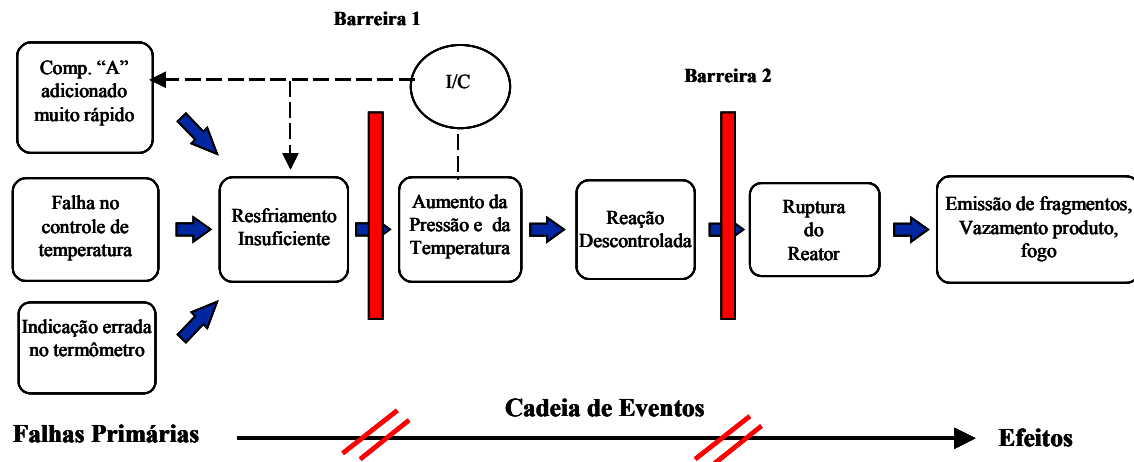 Barreira 1
Comp. “A”
adicionado
muito rápido
I/C
Barreira 2
Falha no
controle de
temperatura
Resfriamento
Insuficiente
Aumento da
Pressão e da
Temperatura
Reação
Descontrolada
Ruptura
do
Reator
Emissão de fragmentos,
Vazamento produto,
fogo
Indicação errada
no termômetro
Cadeia de Eventos
Falhas Primárias
Efeitos